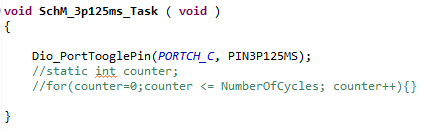 void SchM_3p125ms_Task ( void )
{
Dio_PortTooglePin(PORTCH_C, PIN3P125MS);
//static int counter;
//for(counter=0;counter <= NumberOfCycles; counter++){}
}